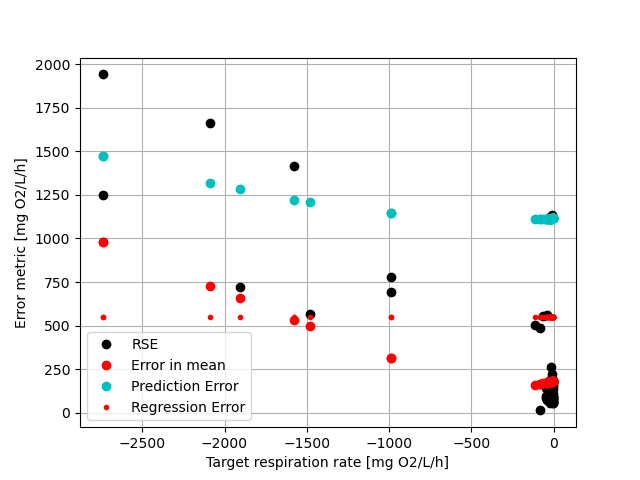 2000
1750
1500
1250
1000
750
500
250
0
Error metric [mg O2/L/h]
RSE
Error in mean
Prediction Error
Regression Error
−2500 −2000 −1500 −1000 −500 0
Target respiration rate [mg O2/L/h]